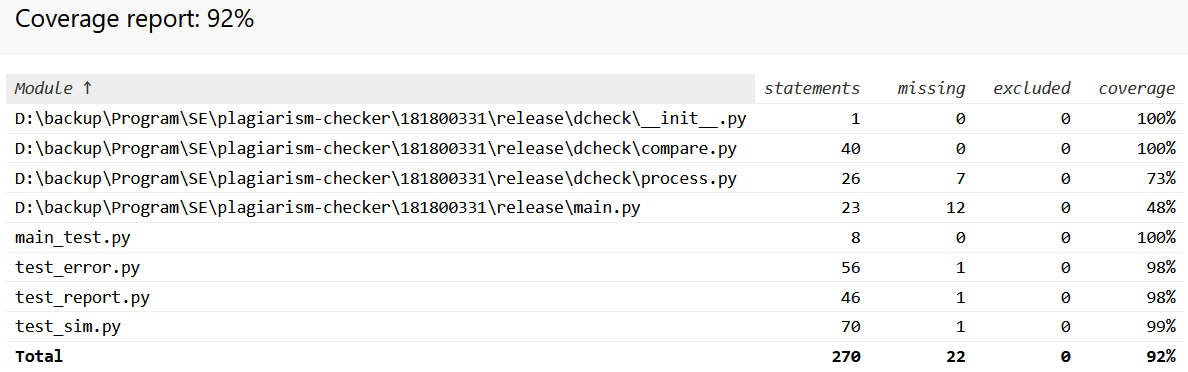 Coverage report: 92%
Module ↑ statements missing excluded coverage
D:\backup\Program\SE\plagiarism-checker\181800331\release\dcheck\__init__.py 1 0 0 100%
D:\backup\Program\SE\plagiarism-checker\181800331\release\dcheck\compare.py 40 0 0 100%
D:\backup\Program\SE\plagiarism-checker\181800331\release\dcheck\process.py 26 7 0 73%
D:\backup\Program\SE\plagiarism-checker\181800331\release\main.py 23 12 0 48%
main_test.py 8 0 0 100%
test_error.py 56 1 0 98%
test_report.py 46 1 0 98%
test_sim.py 70 1 0 99%
Total 270 22 0 92%